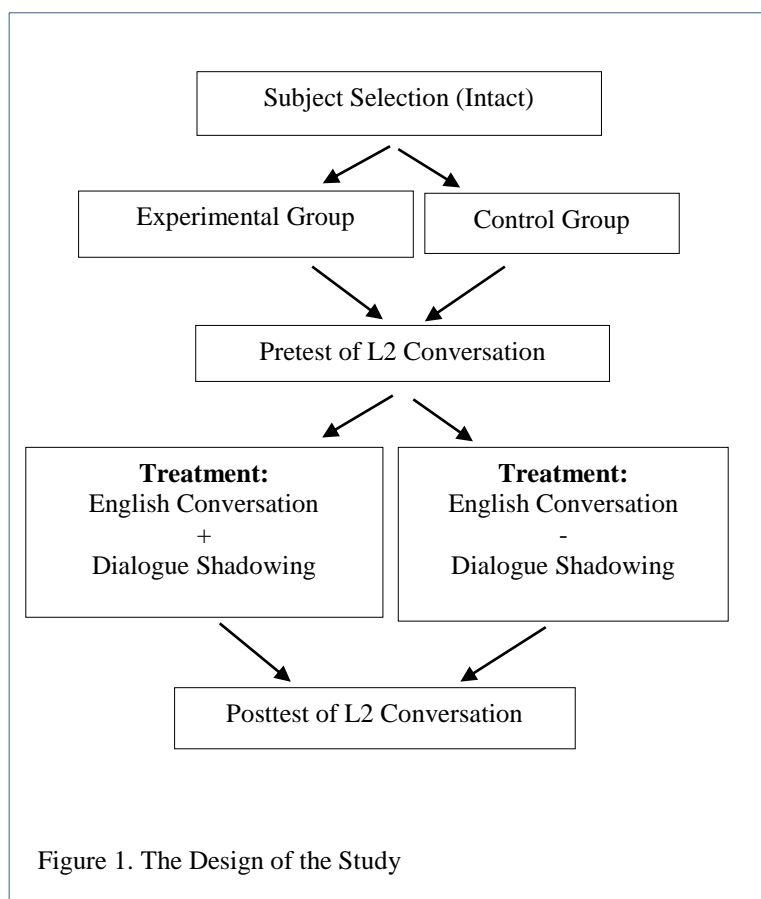 Subject Selection (Intact)
Experimental Group
Control Group
Pretest of L2 Conversation
Treatment:
English Conversation
+
Dialogue Shadowing
Treatment:
English Conversation
-
Dialogue Shadowing
Posttest of L2 Conversation
Figure 1. The Design of the Study